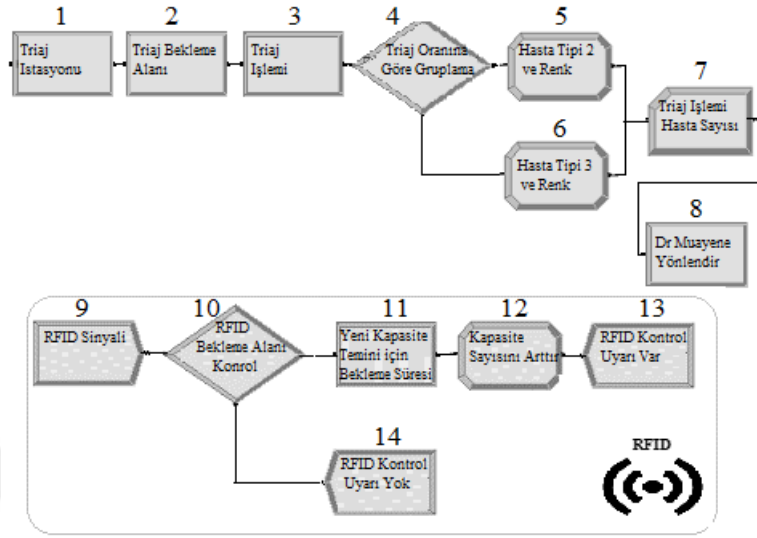 1
Triaj
Istasyonu
2
Triaj Bekleme
Alanı
3
Triaj
İşlemi
4
Triaj Oranına
Göre Gruplama
5
Hasta Tipi 2
ve Renk
6
Hasta Tipi 3
ve Renk
7
Triaj Işlemi
Hasta Sayısı
8
Dr Muayene
Yönlendir
9
RFID Sinyali
10
RFID
Bekleme Alanı
Konrol
11
Yeni Kapasite
Temini için
Bekleme Süresi
12
Kapasite
Sayısını Arttır
13
RFID Kontrol
Uyarı Var
14
RFID Kontrol
Uyarı Yok
RFID